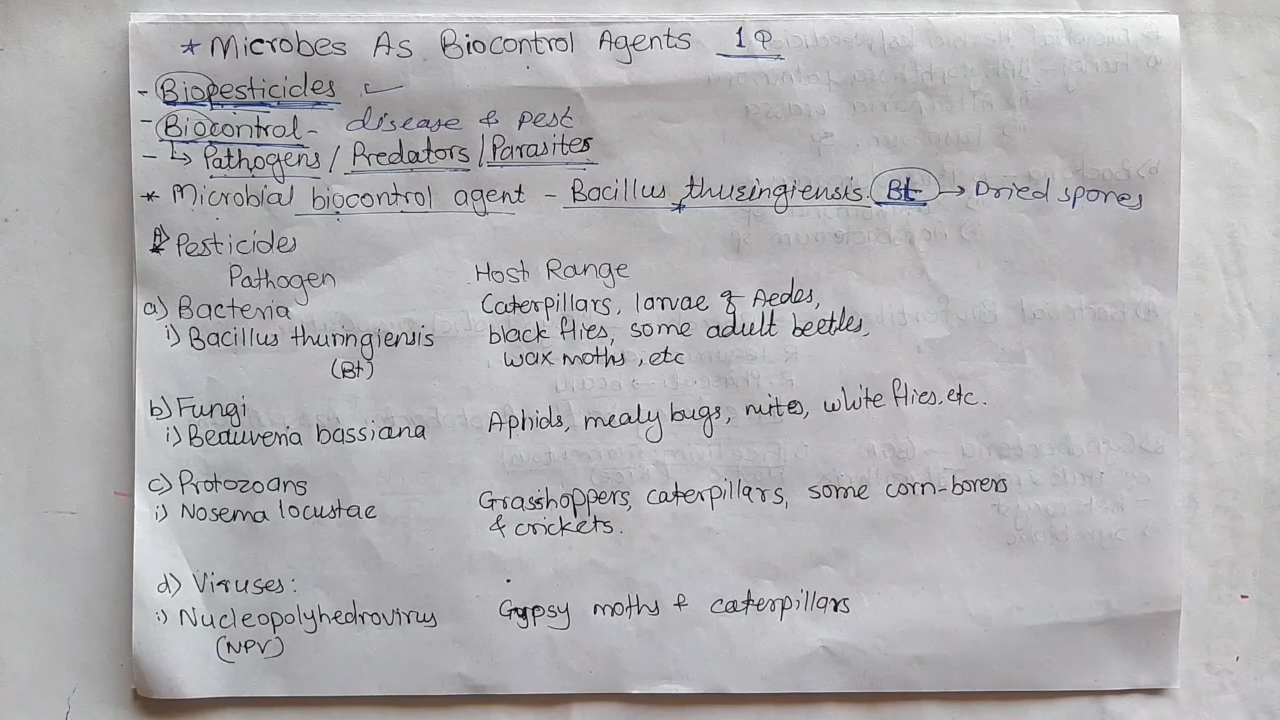 * Microbes As Biocontrol Agents 1 P
- Biopesticides
- Biocontrol - disease & pest
- ↳ Pathogens / Predators / Parasites
* Microbial biocontrol agent - Bacillus thusingiensis. (Bt) → Dried spores
Pesticides
Pathogen Host Range
a) Bacteria Caterpillars, larvae of Aedes,
i) Bacillus thuringiensis black flies, some adult beetles,
(Bt) wax moths, etc
b) Fungi
i) Beauveria bassiana Aphids, mealy bugs, mites, white flies, etc.
c) Protozoans
i) Nosema locustae Grasshoppers, caterpillars, some corn-borers
& crickets.
d) Viruses:
i) Nucleopolyhedrovirus Gypsy moths & caterpillars
(NPV)